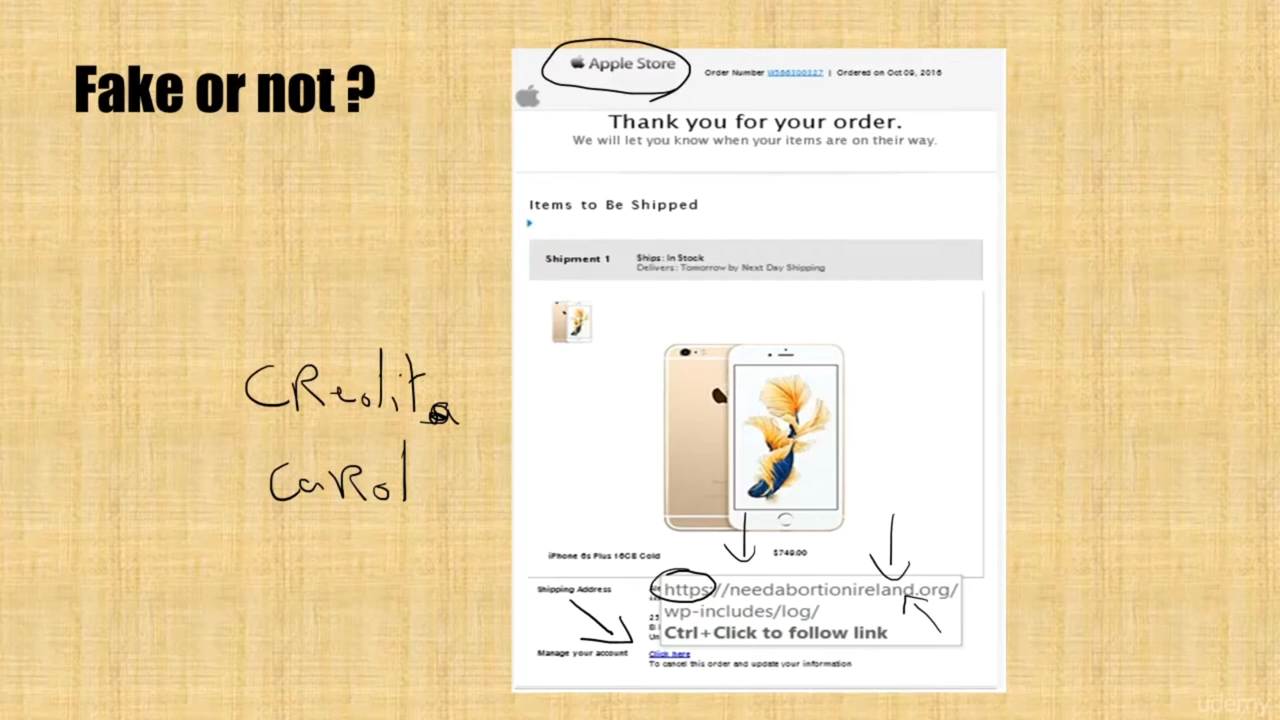 Fake or not ?
Apple Store
Order Number W566300327 | Ordered on Oct 09, 2016
Thank you for your order.
We will let you know when your items are on their way.
Items to Be Shipped
Shipment 1
Ships: In Stock
Delivers: Tomorrow by Next Day Shipping
CRedit
CaRd
iPhone 6s Plus 16CE Cold
$749.00
Shipping Address
https://needabortionireland.org/
wp-includes/log/
Ctrl+Click to follow link
Manage your account
Click here
To cancel this order and update your information
udemy